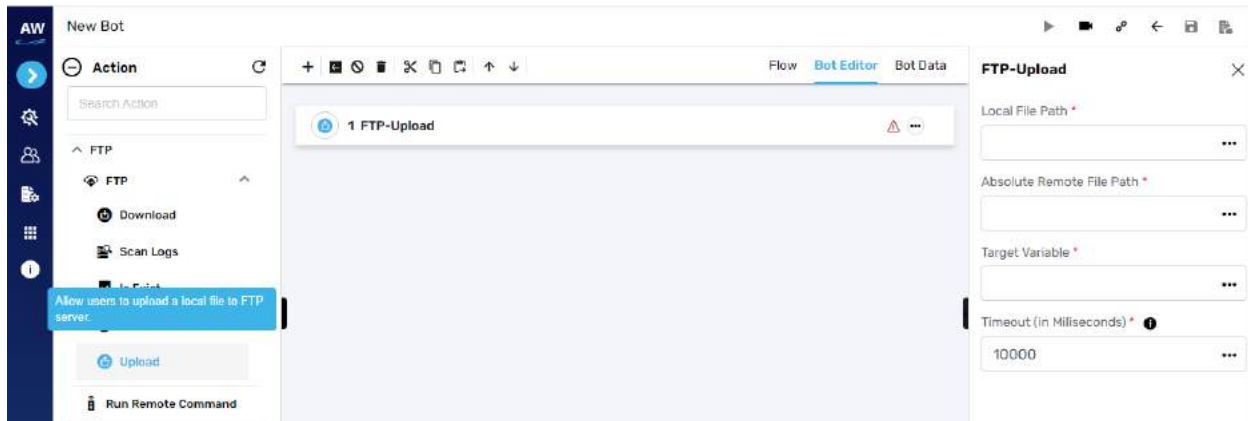 AW
New Bot
Action
Search Action
FTP
FTP
Download
Scan Logs
Is Exist
Allow users to upload a local file to FTP
server.
Upload
Run Remote Command
Flow Bot Editor Bot Data
1 FTP-Upload
FTP-Upload
Local File Path *
Absolute Remote File Path *
Target Variable *
Timeout (in Miliseconds) *
10000